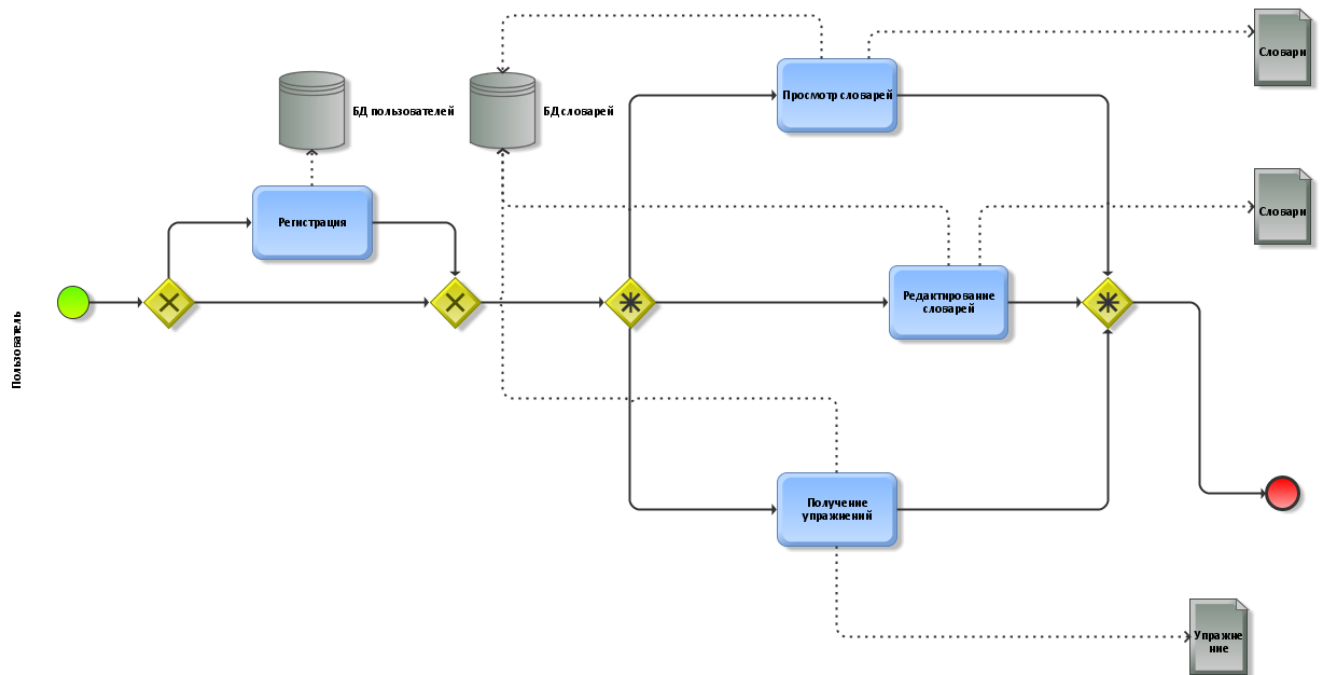 Словари
Просмотр словарей
БД пользователей
БД словарей
Словари
Регистрация
Редактирование
словарей
Пользователь
Получение
упражнений
Упражне
ние